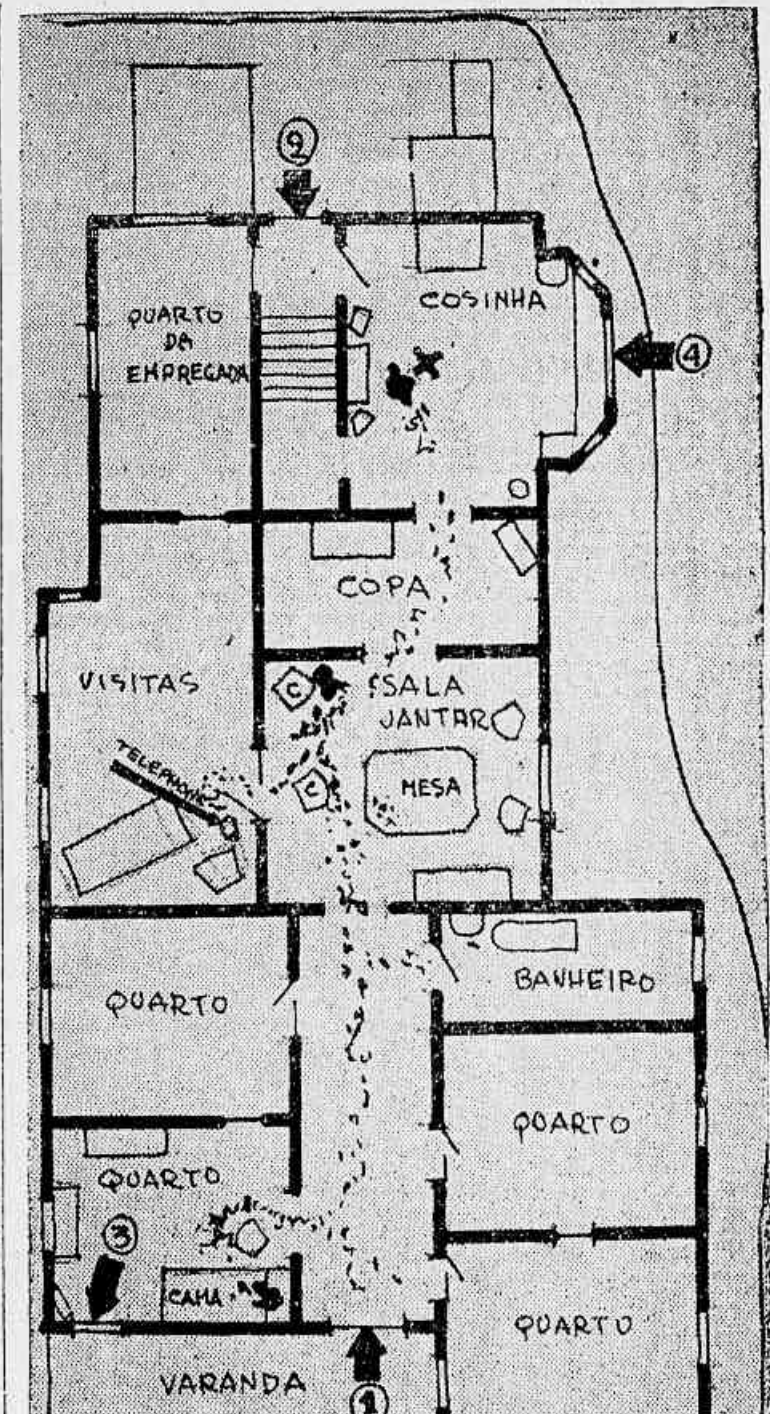 2
COSINHA
QUARTO
DA
EMPREGADA
4
COPA
VISITAS
C
SALA
JANTAR
TELEPHONE
C
MESA
BANHEIRO
QUARTO
QUARTO
QUARTO
3
CAMA
QUARTO
VARANDA
1